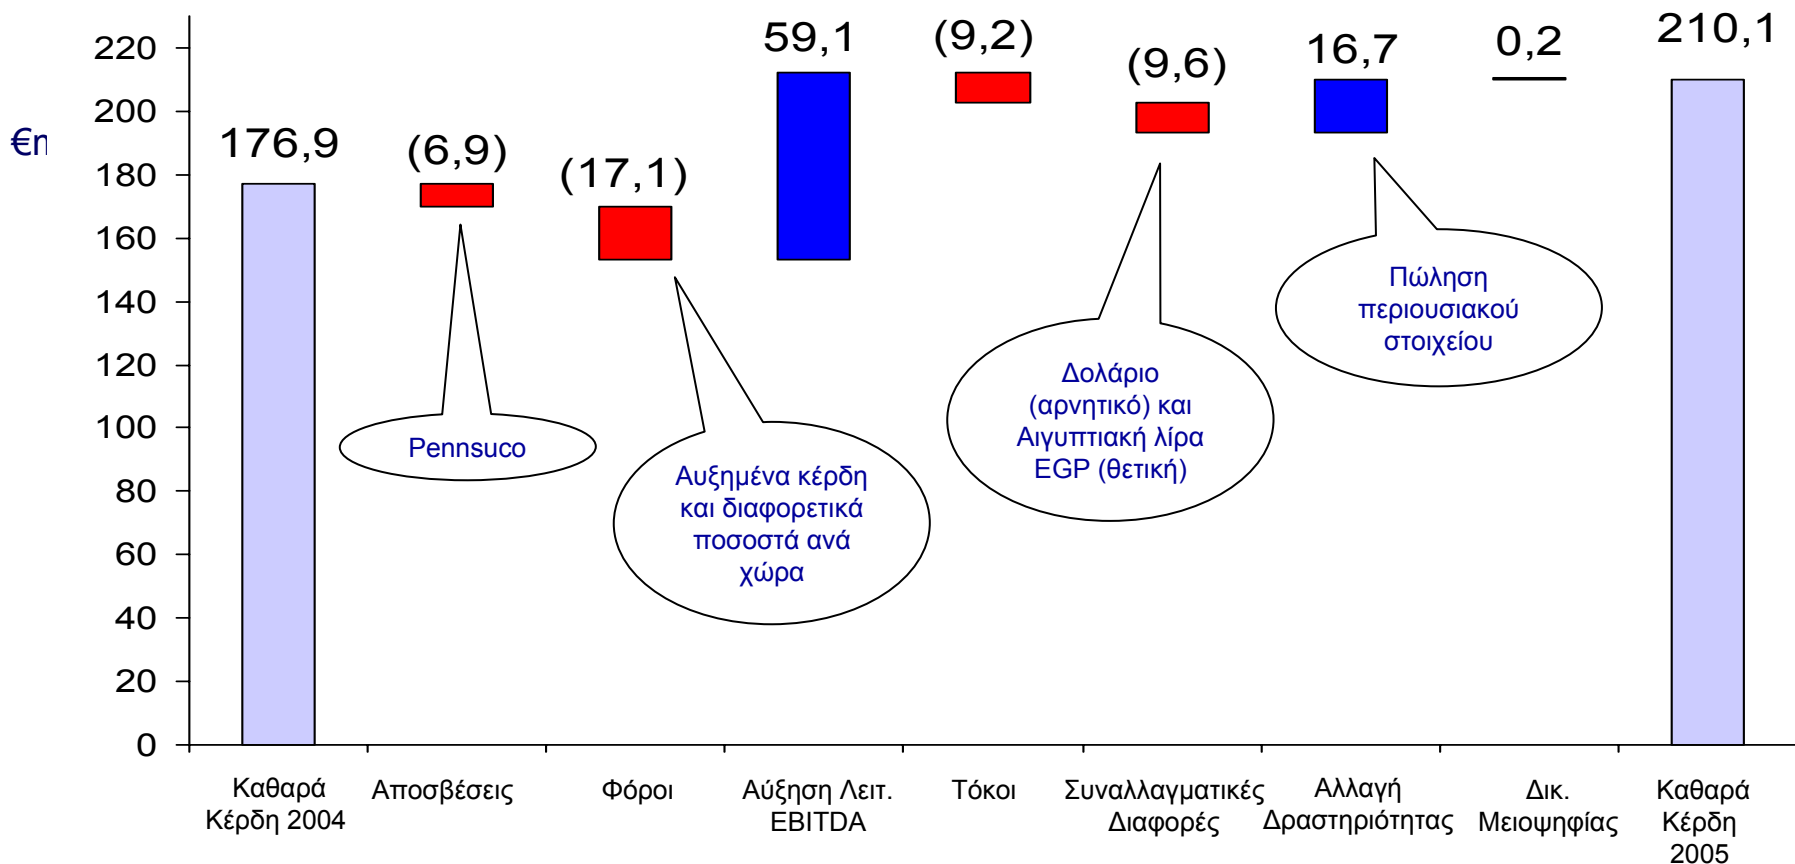 220
200
180
160
140
120
100
80
60
40
20
0
176,9
(6,9)
(17,1)
59,1
(9,2)
(9,6)
16,7
0,2
210,1
Pennsuco
Αυξημένα κέρδη
και διαφορετικά
ποσοστά ανά
χώρα
Δολάριο
(αρνητικό) και
Αιγυπτιακή λίρα
EGP (θετική)
Πώληση
περιουσιακού
στοιχείου
Καθαρά
Κέρδη 2004
Αποσβέσεις
Φόροι
Αύξηση Λειτ.
EBITDA
Τόκοι
Συναλλαγματικές
Διαφορές
Αλλαγή
Δραστηριότητας
Δικ.
Μειοψηφίας
Καθαρά
Κέρδη
2005